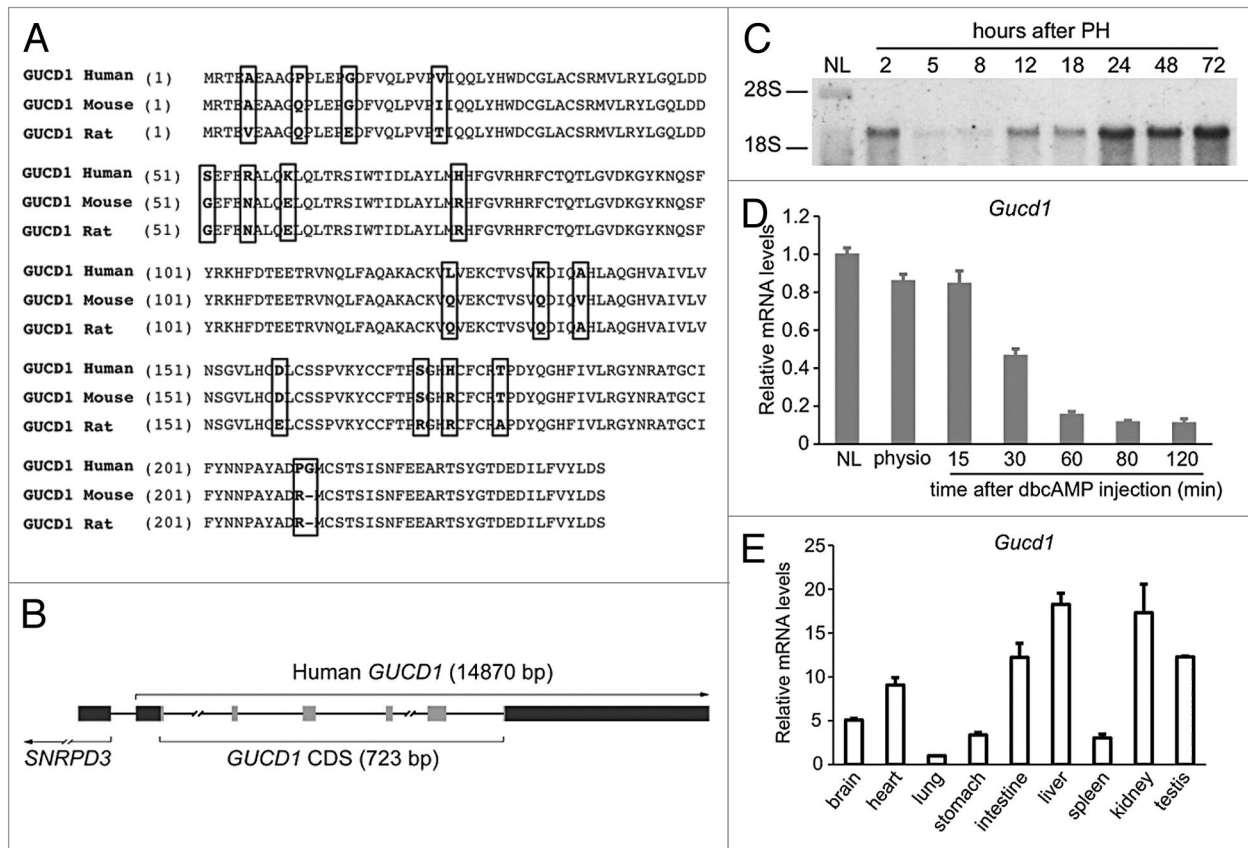 A
GUCD1 Human (1) MRTEAEAAGPPLEPGDFVQLPVPVIQQLYHWDCGLACSRMVLRYLGQLDD
GUCD1 Mouse (1) MRTEAEAAGQPLEPGDFVQLPVPIIQQLYHWDCGLACSRMVLRYLGQLDD
GUCD1 Rat (1) MRTEVEAAGQPLEPEDFVQLPVPTIQQLYHWDCGLACSRMVLRYLGQLDD
GUCD1 Human (51) SEFERALQKLQLTRSIWTIDLAYLMHHFGVRHRFCTQTLGVDKGYKNQSF
GUCD1 Mouse (51) GEFENALQELQLTRSIWTIDLAYLMRHFGVRHRFCTQTLGVDKGYKNQSF
GUCD1 Rat (51) GEFENALQELQLTRSIWTIDLAYLMRHFGVRHRFCTQTLGVDKGYKNQSF
GUCD1 Human (101) YRKHFDTEETRVNQLFAQAKACKVLVEKCTVSVKDIQAHLAQGHVAIVLV
GUCD1 Mouse (101) YRKHFDTEETRVNQLFAQAKACKVQVEKCTVSVQDIQVHLAQGHVAIVLV
GUCD1 Rat (101) YRKHFDTEETRVNQLFAQAKACKVQVEKCTVSVQDIQAHLAQGHVAIVLV
GUCD1 Human (151) NSGVLHCDLCSSPVKYCCFTPSGHHCFCRTPDYQGHFIVLRGYNRATGCI
GUCD1 Mouse (151) NSGVLHCDLCSSPVKYCCFTPSGHRCFCRTPDYQGHFIVLRGYNRATGCI
GUCD1 Rat (151) NSGVLHCELCSSPVKYCCFTPRGHRCFCRAPDYQGHFIVLRGYNRATGCI
GUCD1 Human (201) FYNNPAYADPGMCSTSISNFEEARTSYGTDEDILFVYLDS
GUCD1 Mouse (201) FYNNPAYADR-MCSTSISNFEEARTSYGTDEDILFVYLDS
GUCD1 Rat (201) FYNNPAYADR-MCSTSISNFEEARTSYGTDEDILFVYLDS
B
Human GUCD1 (14870 bp)
SNRPD3
GUCD1 CDS (723 bp)
C
hours after PH
NL 2 5 8 12 18 24 48 72
28S
18S
D
Gucd1
Relative mRNA levels
1.2
1.0
0.8
0.6
0.4
0.2
0
NL physio 15 30 60 80 120
time after dbcAMP injection (min)
E
Gucd1
Relative mRNA levels
25
20
15
10
5
0
brain heart lung stomach intestine liver spleen kidney testis